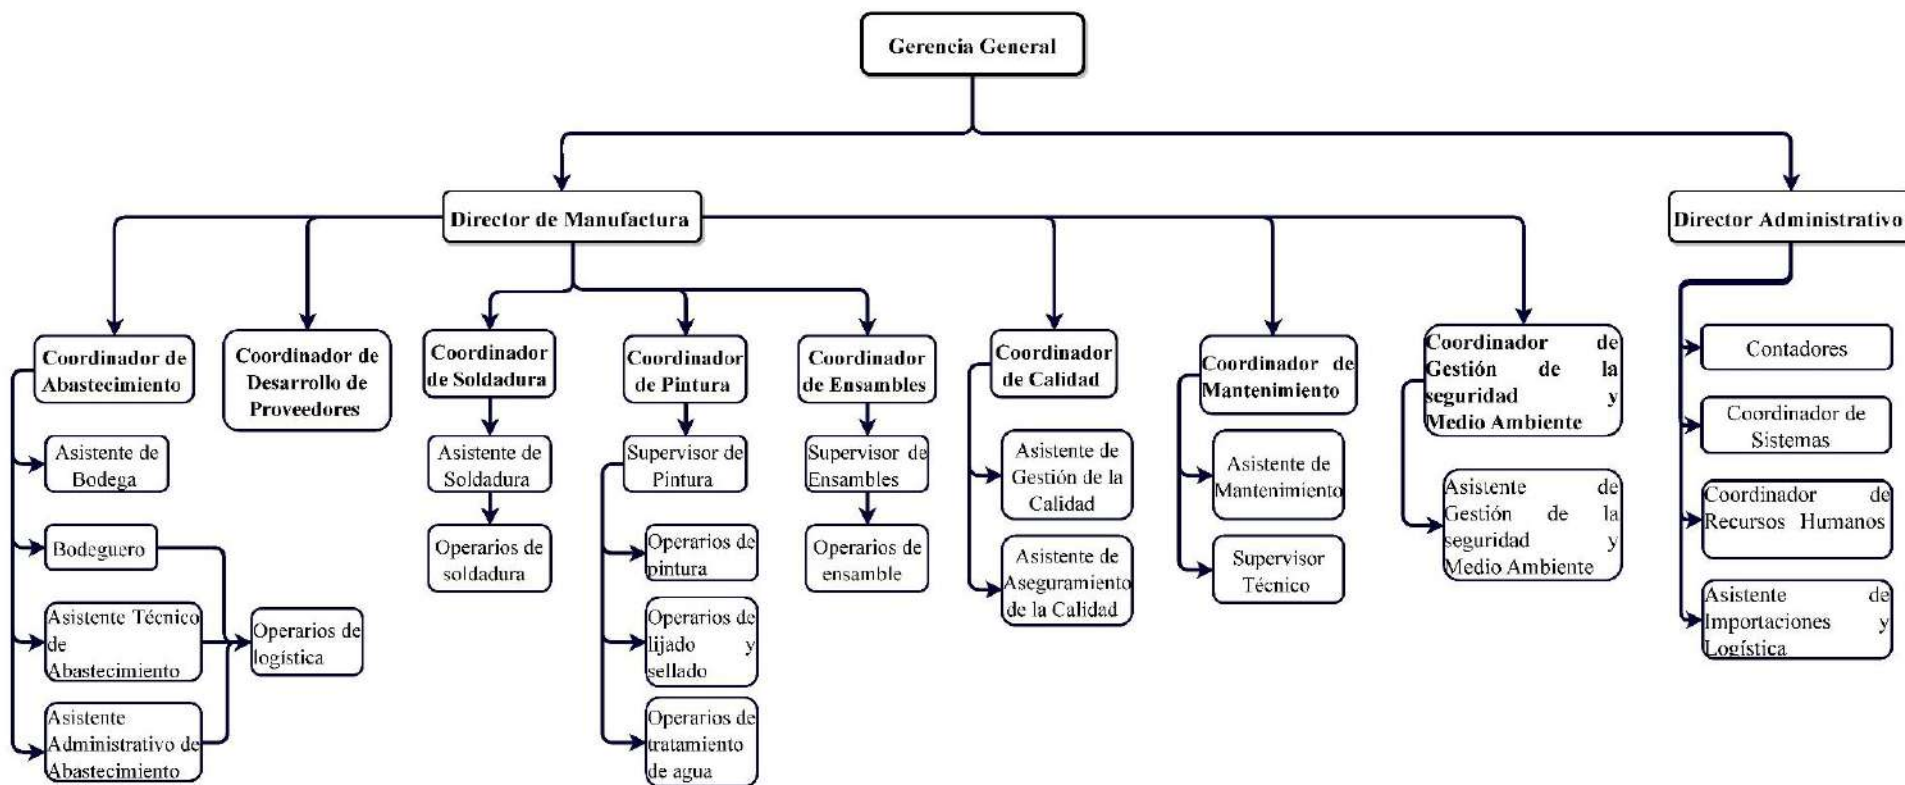 Gerencia General
Director de Manufactura
Director Administrativo
Coordinador de
Abastecimiento
Coordinador de
Desarrollo de
Proveedores
Coordinador
de Soldadura
Coordinador
de Pintura
Coordinador
de Ensambles
Coordinador
de Calidad
Coordinador de
Mantenimiento
Coordinador de
Gestión de la
seguridad y
Medio Ambiente
Contadores
Coordinador de
Sistemas
Coordinador de
Recursos Humanos
Asistente de
Importaciones y
Logística
Asistente de
Bodega
Bodeguero
Asistente Técnico
de
Abastecimiento
Asistente
Administrativo de
Abastecimiento
Operarios de
logística
Asistente de
Soldadura
Operarios de
soldadura
Supervisor de
Pintura
Operarios de
pintura
Operarios de
lijado y
sellado
Operarios de
tratamiento
de agua
Supervisor de
Ensambles
Operarios de
ensamble
Asistente de
Gestión de la
Calidad
Asistente de
Aseguramiento
de la Calidad
Asistente de
Mantenimiento
Supervisor
Técnico
Asistente de
Gestión de la
seguridad y
Medio Ambiente